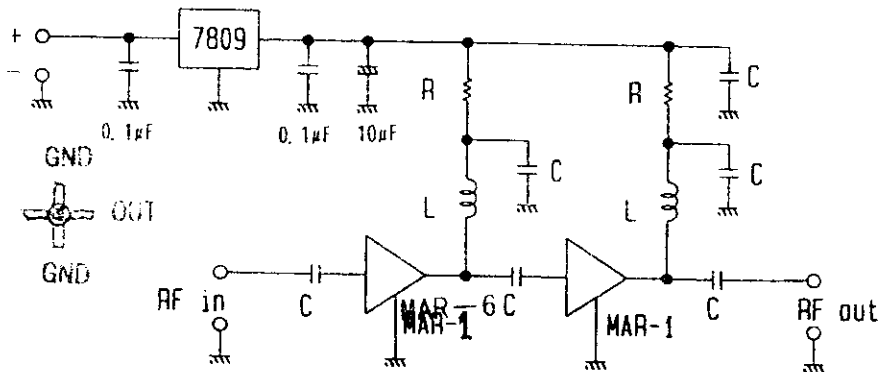 +
7809
-
R
R
C
0.1μF
0.1μF
10μF
GND
C
C
OUT
L
L
GND
RF in
C
MAR-6
C
MAR-1
MAR-1
C
RF out